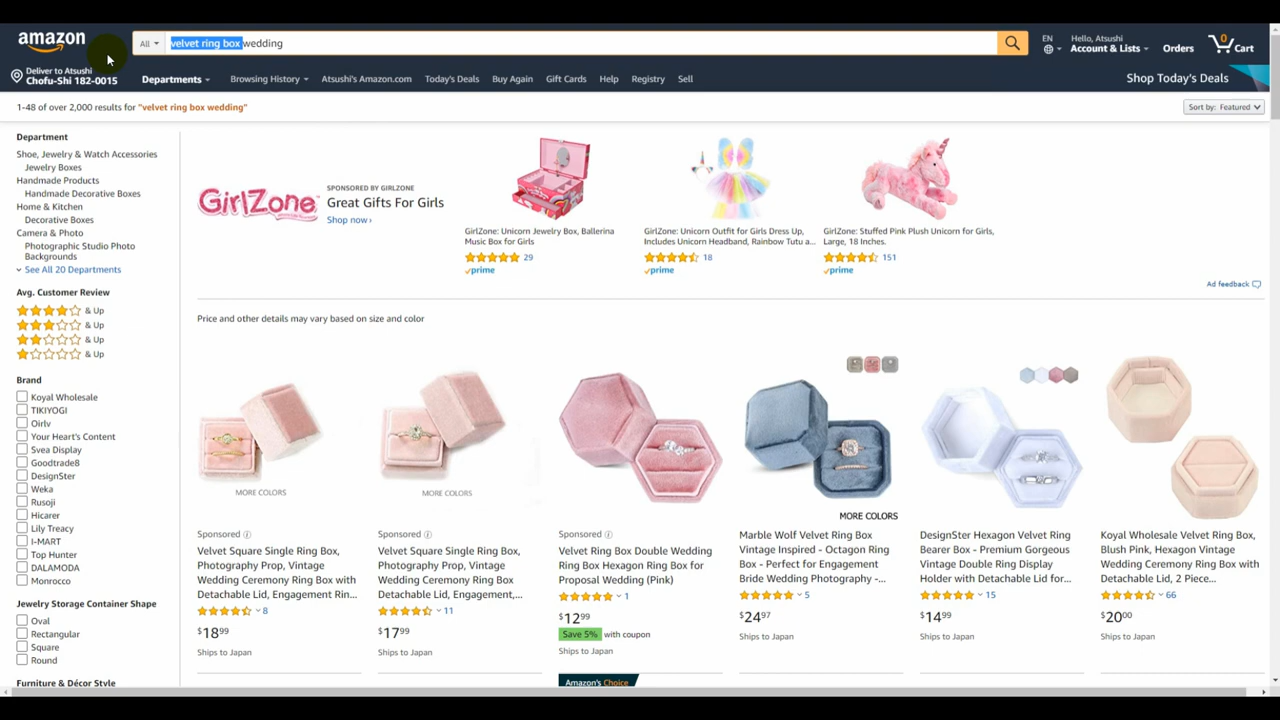 amazon
All
velvet ring box wedding
EN
Hello, Atsushi
Account & Lists
Orders
0
Cart
Deliver to Atsushi
Chofu-Shi 182-0015
Departments
Browsing History
Atsushi's Amazon.com
Today's Deals
Buy Again
Gift Cards
Help
Registry
Sell
Shop Today's Deals
1-48 of over 2,000 results for "velvet ring box wedding"
Sort by: Featured
Department
Shoe, Jewelry & Watch Accessories
Jewelry Boxes
Handmade Products
Handmade Decorative Boxes
Home & Kitchen
Decorative Boxes
Camera & Photo
Photographic Studio Photo
Backgrounds
See All 20 Departments
Avg. Customer Review
& Up
& Up
& Up
& Up
Brand
Koyal Wholesale
TIKIYOGI
Oirlv
Your Heart's Content
Svea Display
Goodtrade8
DesignSter
Weka
Rusoji
Hicarer
Lily Treacy
I-MART
Top Hunter
DALAMODA
Monrocco
Jewelry Storage Container Shape
Oval
Rectangular
Square
Round
Furniture & Décor Style
GirlZone
SPONSORED BY GIRLZONE
Great Gifts For Girls
Shop now ›
GirlZone: Unicorn Jewelry Box, Ballerina
Music Box for Girls
29
prime
GirlZone: Unicorn Outfit for Girls Dress Up,
Includes Unicorn Headband, Rainbow Tutu a...
18
prime
GirlZone: Stuffed Pink Plush Unicorn for Girls,
Large, 18 Inches.
151
prime
Ad feedback
Price and other details may vary based on size and color
MORE COLORS
Sponsored
Velvet Square Single Ring Box,
Photography Prop, Vintage
Wedding Ceremony Ring Box with
Detachable Lid, Engagement Rin...
8
$1899
Ships to Japan
MORE COLORS
Sponsored
Velvet Square Single Ring Box,
Photography Prop, Vintage
Wedding Ceremony Ring Box
Detachable Lid, Engagement,...
11
$1799
Ships to Japan
Sponsored
Velvet Ring Box Double Wedding
Ring Box Hexagon Ring Box for
Proposal Wedding (Pink)
1
$1299
Save 5% with coupon
Ships to Japan
Amazon's Choice
MORE COLORS
Marble Wolf Velvet Ring Box
Vintage Inspired - Octagon Ring
Box - Perfect for Engagement
Bride Wedding Photography -...
5
$2497
Ships to Japan
DesignSter Hexagon Velvet Ring
Bearer Box - Premium Gorgeous
Vintage Double Ring Display
Holder with Detachable Lid for...
15
$1499
Ships to Japan
Koyal Wholesale Velvet Ring Box,
Blush Pink, Hexagon Vintage
Wedding Ceremony Ring Box with
Detachable Lid, 2 Piece...
66
$2000
Ships to Japan